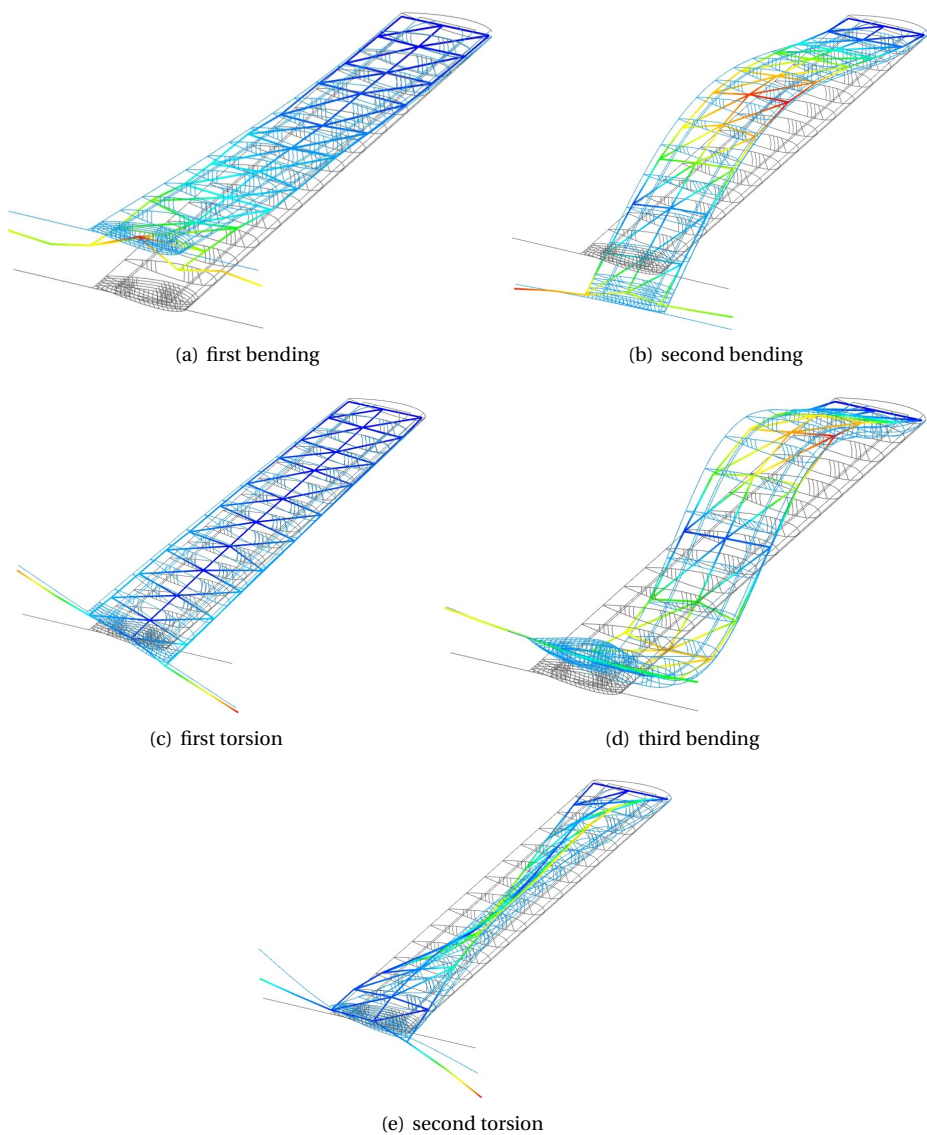 (a) first bending
(b) second bending
(c) first torsion
(d) third bending
(e) second torsion